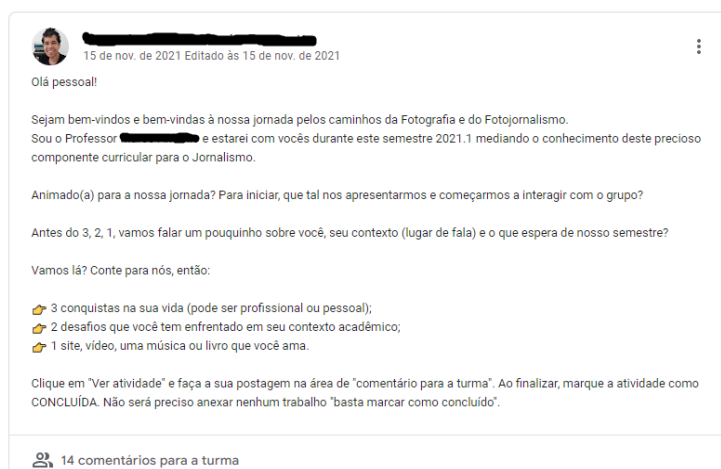 15 de nov. de 2021 Editado às 15 de nov. de 2021
Olá pessoal!
Sejam bem-vindos e bem-vindas à nossa jornada pelos caminhos da Fotografia e do Fotojornalismo.
Sou o Professor e estarei com vocês durante este semestre 2021.1 mediando o conhecimento deste precioso
componente curricular para o Jornalismo.
Animado(a) para a nossa jornada? Para iniciar, que tal nos apresentarmos e começarmos a interagir com o grupo?
Antes do 3, 2, 1, vamos falar um pouquinho sobre você, seu contexto (lugar de fala) e o que espera de nosso semestre?
Vamos lá? Conte para nós, então:
👉 3 conquistas na sua vida (pode ser profissional ou pessoal);
👉 2 desafios que você tem enfrentado em seu contexto acadêmico;
👉 1 site, vídeo, uma música ou livro que você ama.
Clique em "Ver atividade" e faça a sua postagem na área de "comentário para a turma". Ao finalizar, marque a atividade como
CONCLUÍDA. Não será preciso anexar nenhum trabalho "basta marcar como concluído".
14 comentários para a turma